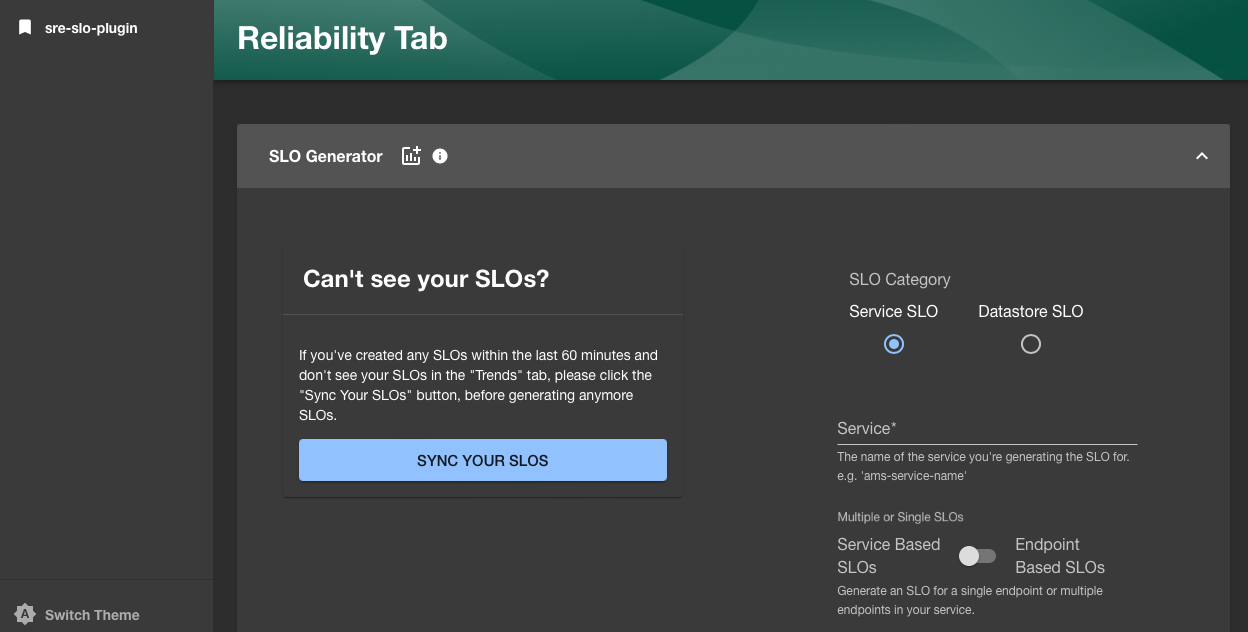 sre-slo-plugin
Reliability Tab
SLO Generator
Can't see your SLOs?
If you've created any SLOs within the last 60 minutes and
don't see your SLOs in the "Trends" tab, please click the
"Sync Your SLOs" button, before generating anymore
SLOs.
SYNC YOUR SLOS
SLO Category
Service SLO
Datastore SLO
Service*
The name of the service you're generating the SLO for.
e.g. 'ams-service-name'
Multiple or Single SLOs
Service Based
SLOs
Endpoint
Based SLOs
Generate an SLO for a single endpoint or multiple
endpoints in your service.
A
Switch Theme